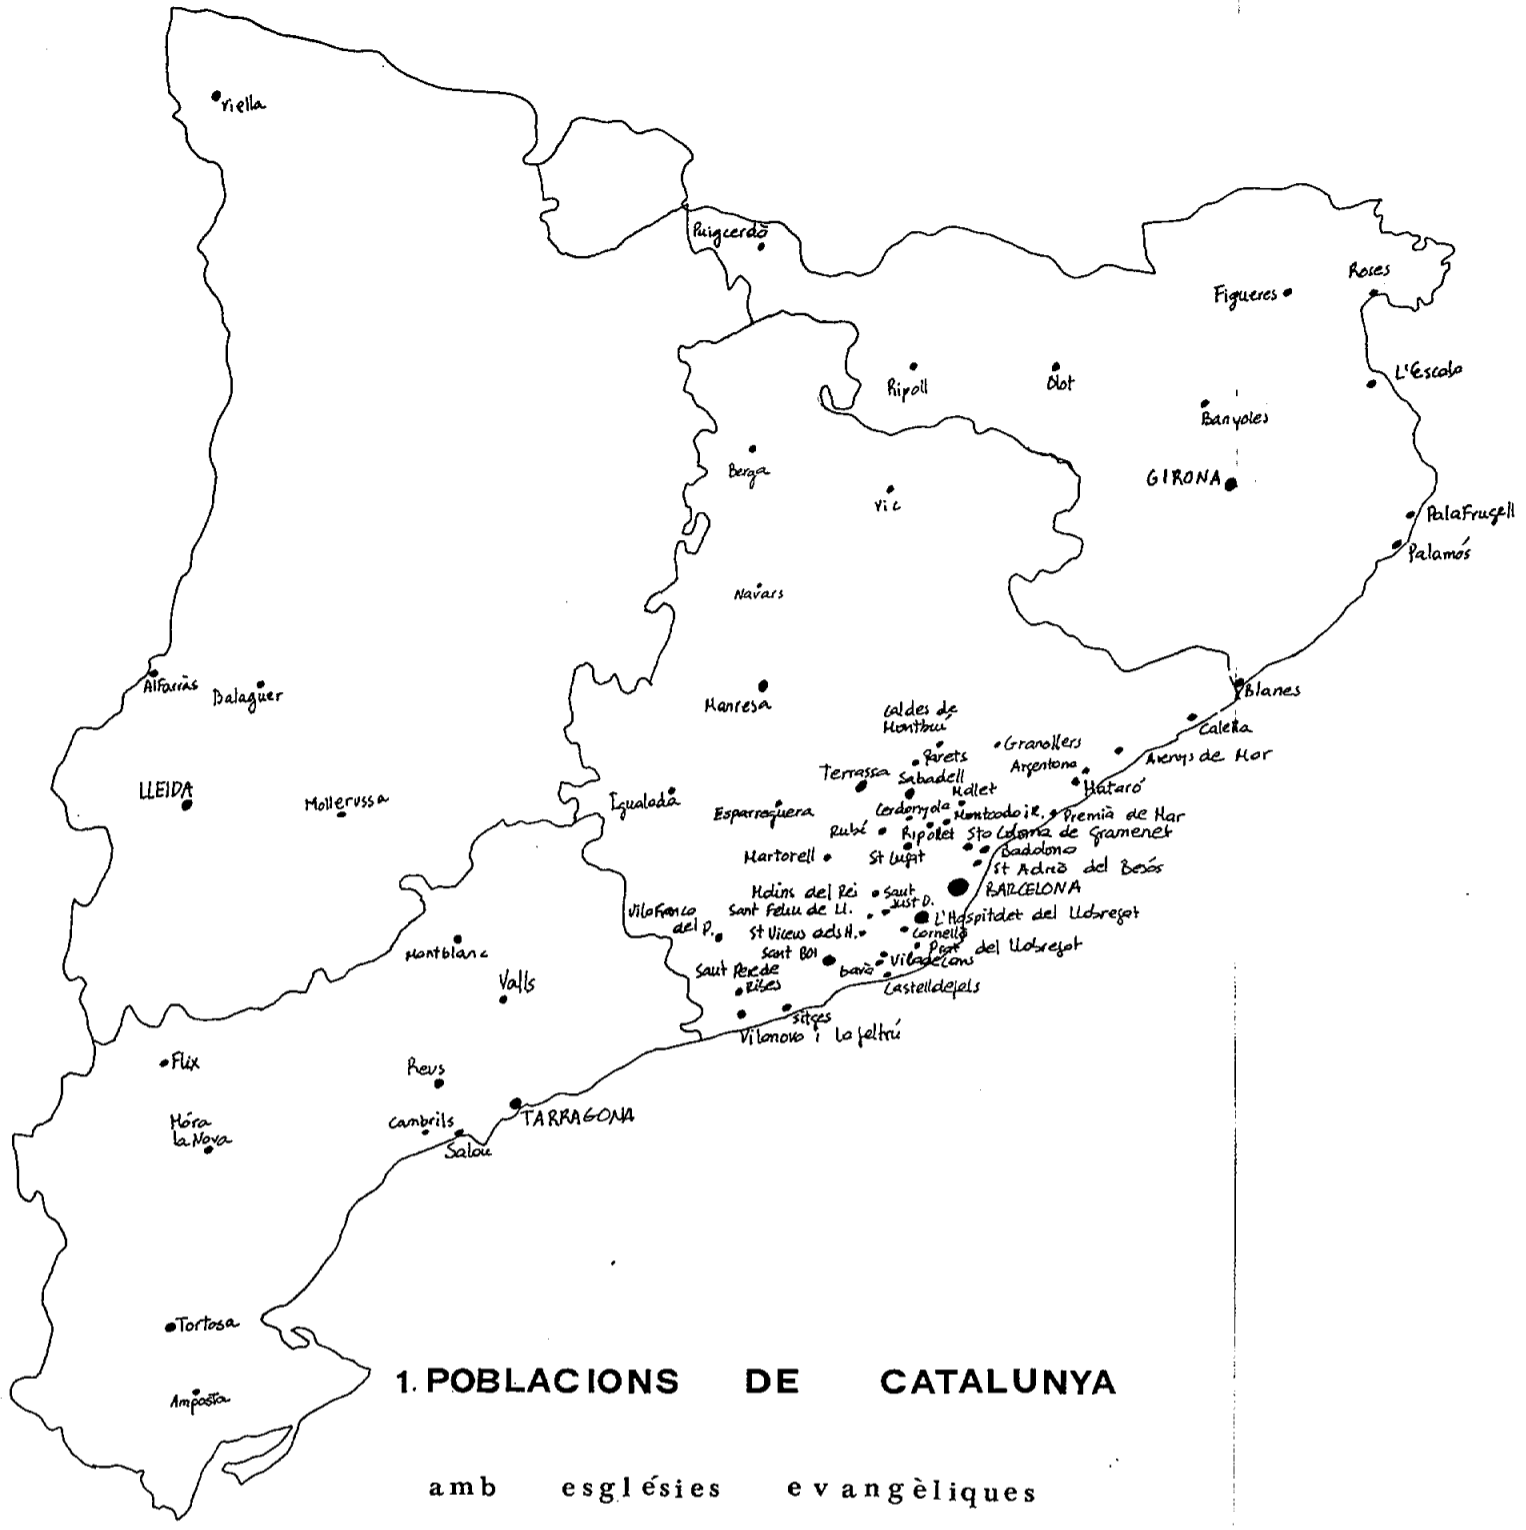 Viella
Puigcerdà
Roses
Figueres
L'Escala
Ripoll
Olot
Banyoles
Berga
GIRONA
Vic
Palafrugell
Palamós
Navars
Alfarràs
Balaguer
Manresa
Blanes
Caldes de
Montbuí
Calella
Granollers
Parets
Argentona
Arenys de Mar
Terrassa
Sabadell
Mataró
LLEIDA
Mollerussa
Igualada
Esparreguera
Mollet
Cerdanyola
Montcada i R.
Premià de Mar
Rubí
Ripollet
Sta Coloma de Gramenet
Martorell
St Cugat
Badalona
St Adrià del Besós
Molins del Rei
Sant
Just D.
BARCELONA
Vilafranca
del P.
Sant Feliu de Ll.
L'Hospitalet del Llobregat
St Vicens dels H.
Cornellà
Montblanc
Sant Boi
Prat del Llobregat
Gavà
Viladecans
Sant Pere de
Ribes
Castelldefels
Valls
Sitges
Vilanova i la Geltrú
Flix
Reus
Móra
la Nova
Cambrils
TARRAGONA
Salou
Tortosa
Amposta
1. POBLACIONS DE CATALUNYA
amb esglésies evangèliques